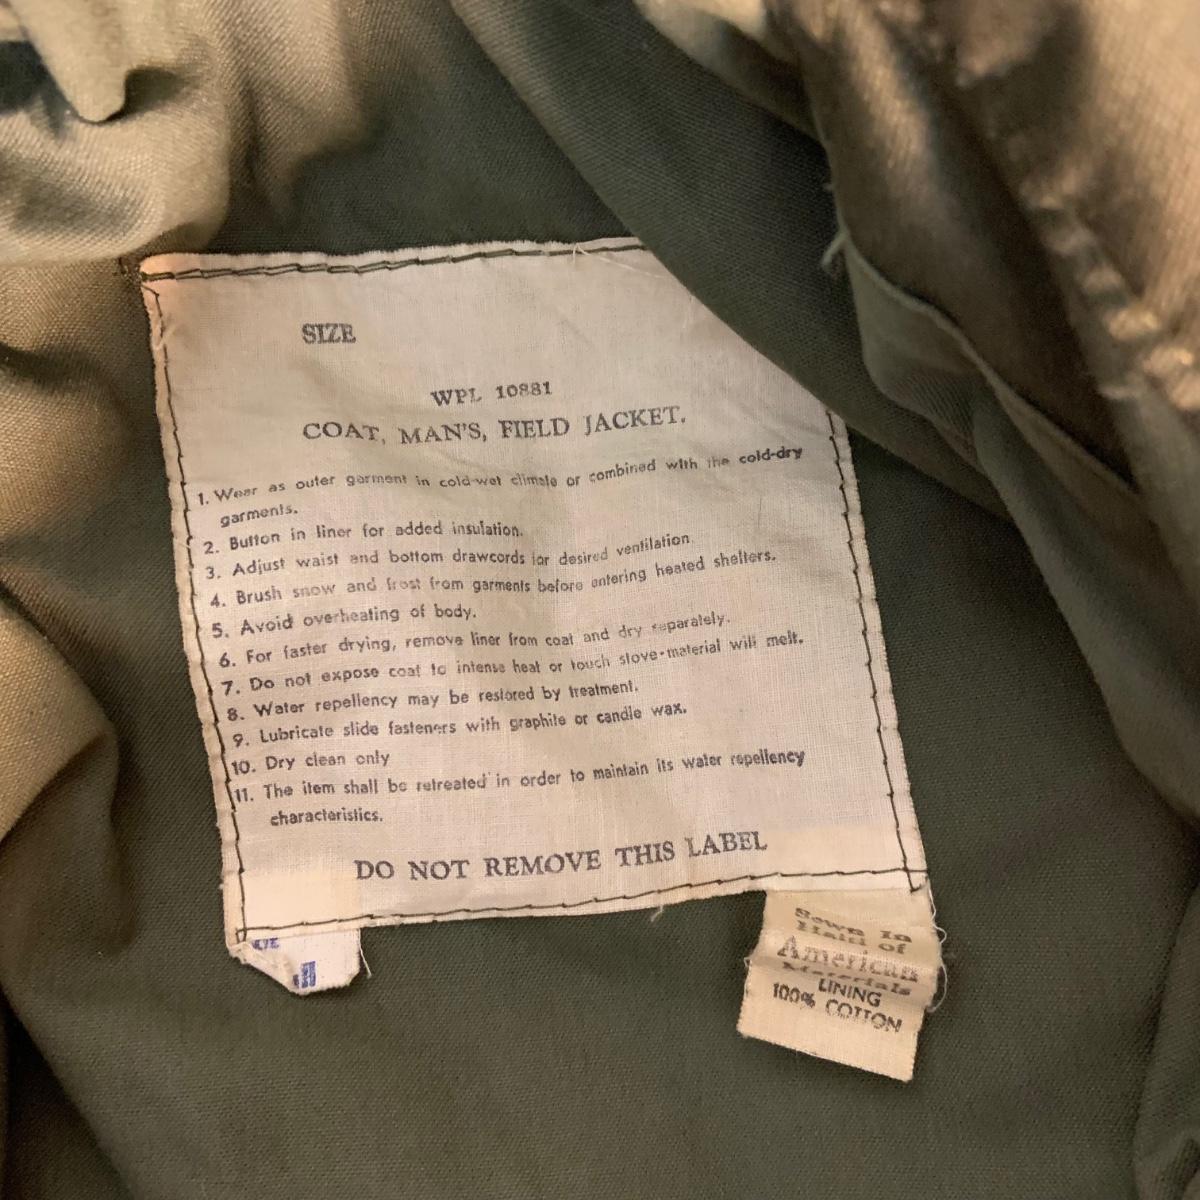 SIZE
WPL 10881
COAT, MAN'S, FIELD JACKET.
1. Wear as outer garment in cold-wet climate or combined with the cold-dry
garments.
2. Button in liner for added insulation.
3. Adjust waist and bottom drawcords for desired ventilation.
4. Brush snow and frost from garments before entering heated shelters.
5. Avoid overheating of body.
6. For faster drying, remove liner from coat and dry separately.
7. Do not expose coat to intense heat or touch stove-material will melt.
8. Water repellency may be restored by treatment.
9. Lubricate slide fasteners with graphite or candle wax.
10. Dry clean only
11. The item shall be retreated in order to maintain its water repellency
characteristics.
DO NOT REMOVE THIS LABEL
Sewn In
Haiti of
American
Materials
LINING
100% COTTON